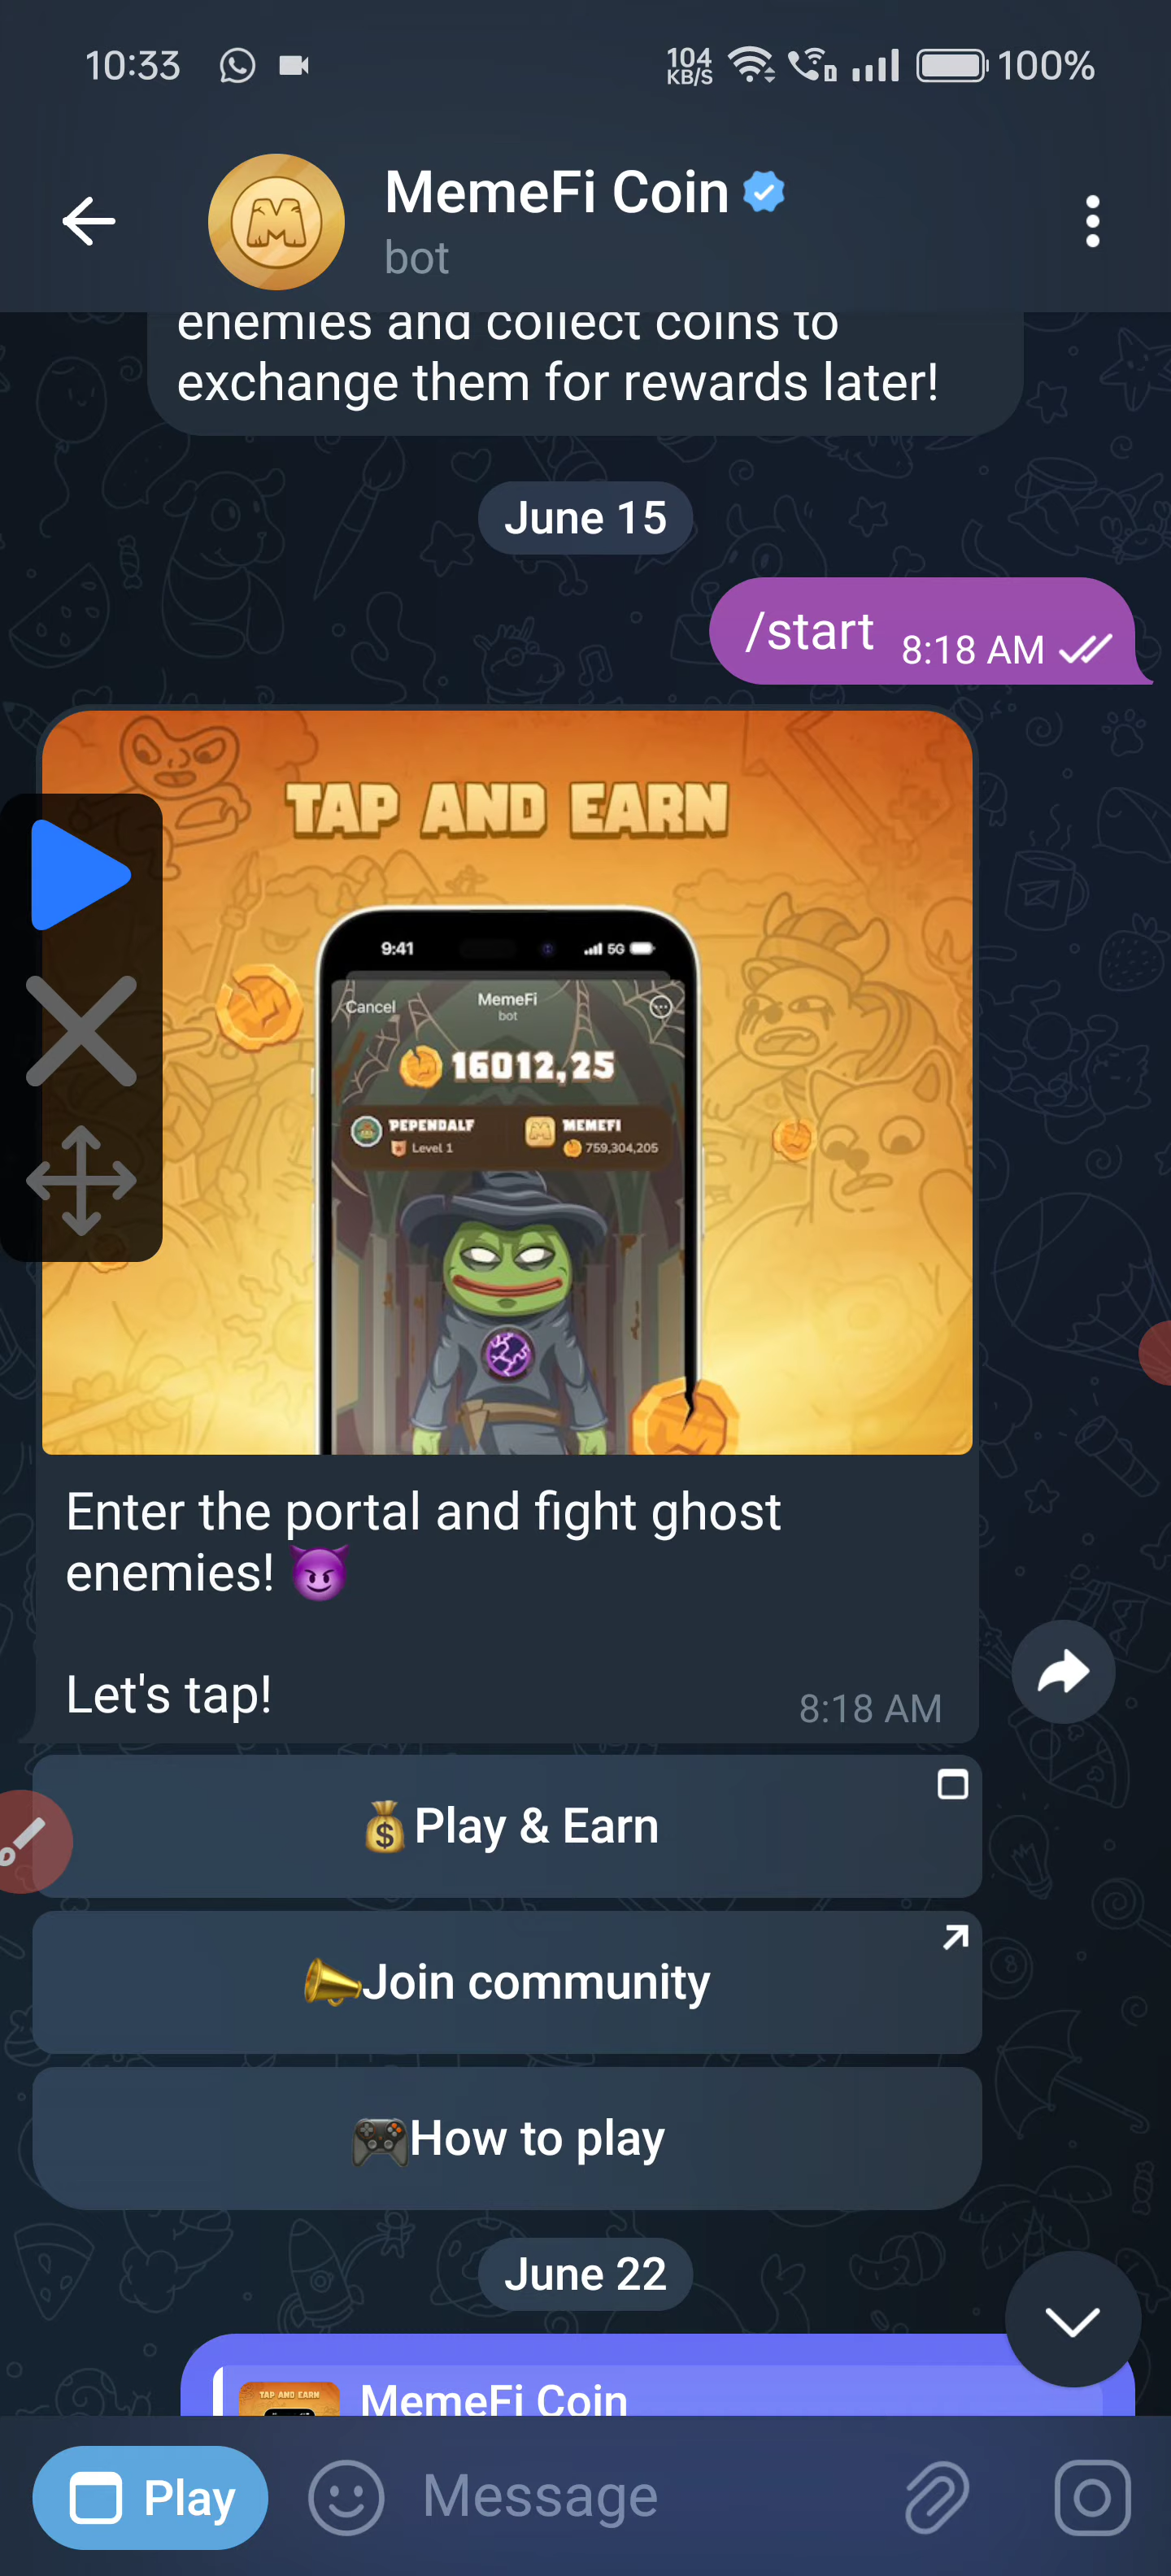 10:33
104 KB/S
100%
MemeFi Coin
bot
enemies and collect coins to
exchange them for rewards later!
June 15
/start 8:18 AM
TAP AND EARN
9:41
5G
Cancel
MemeFi
bot
16012,25
PEPENDALF
Level 1
MEMEFI
759,304,205
Enter the portal and fight ghost
enemies! 😈
Let's tap!
8:18 AM
💰Play & Earn
📣Join community
🎮How to play
June 22
TAP AND EARN
MemeFi Coin
Play
Message